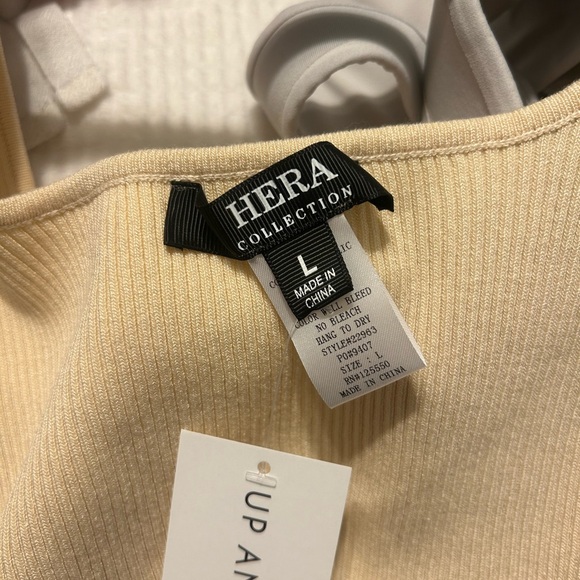 HERA
COLLECTION
L
MADE IN
CHINA
COLOR W-LL BLEED
NO BLEACH
HANG TO DRY
STYLE#22963
PO#9407
SIZE : L
RN#125550
MADE IN CHINA
UP AN